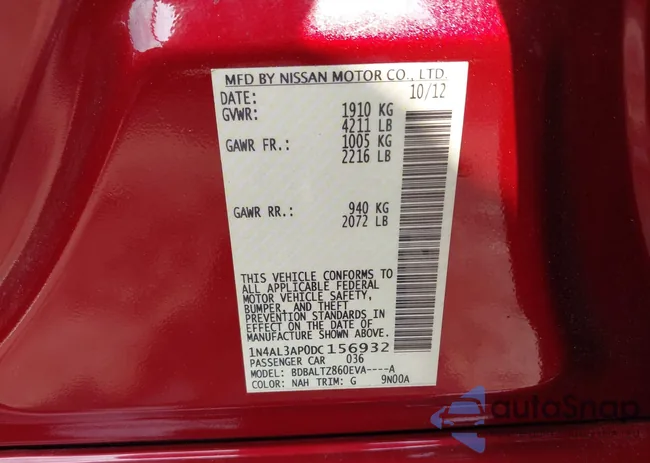 MFD BY NISSAN MOTOR CO., LTD.
DATE: 10/12
GVWR: 1910 KG
4211 LB
GAWR FR.: 1005 KG
2216 LB
GAWR RR.: 940 KG
2072 LB
THIS VEHICLE CONFORMS TO
ALL APPLICABLE FEDERAL
MOTOR VEHICLE SAFETY,
BUMPER, AND THEFT
PREVENTION STANDARDS IN
EFFECT ON THE DATE OF
MANUFACTURE SHOWN ABOVE.
1N4AL3AP0DC156932
PASSENGER CAR 036
MODEL: BDBALTZ860EVA----A
COLOR: NAH TRIM: G 9N00A
autoSnap